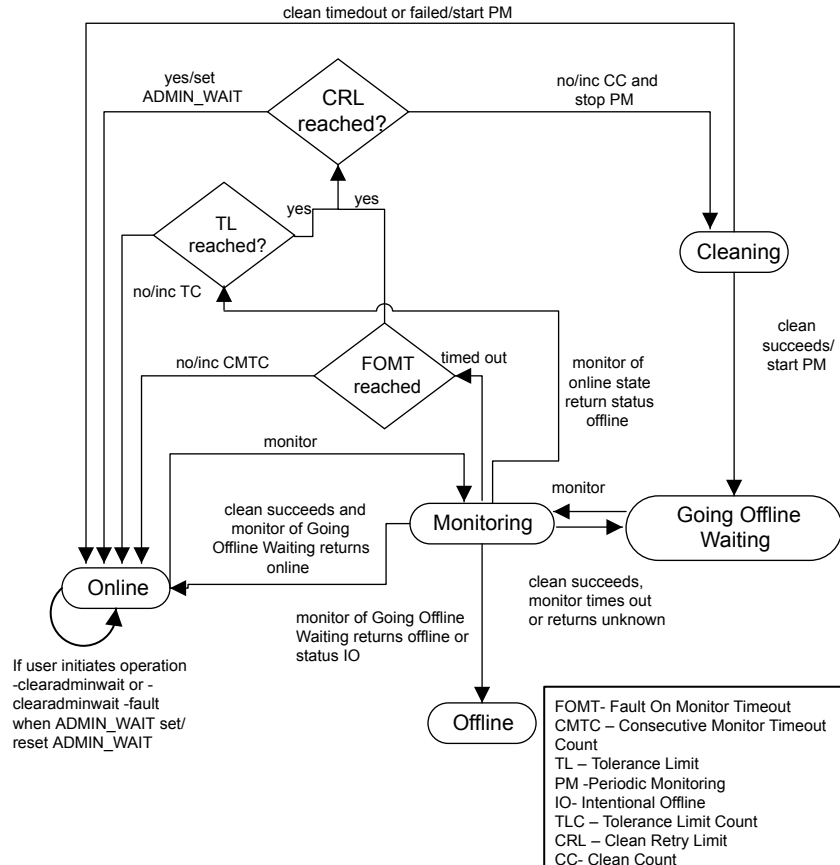 clean timedout or failed/start PM
yes/set
ADMIN_WAIT
CRL
reached?
no/inc CC and
stop PM
yes
yes
TL
reached?
Cleaning
no/inc TC
clean
succeeds/
start PM
no/inc CMTC
FOMT
reached
timed out
monitor of
online state
return status
offline
monitor
monitor
clean succeeds and
monitor of Going
Offline Waiting returns
online
Monitoring
Going Offline
Waiting
Online
clean succeeds,
monitor times out
or returns unknown
monitor of Going Offline
Waiting returns offline or
status IO
If user initiates operation
-clearadminwait or -
clearadminwait -fault
when ADMIN_WAIT set/
reset ADMIN_WAIT
Offline
FOMT- Fault On Monitor Timeout
CMTC – Consecutive Monitor Timeout
Count
TL – Tolerance Limit
PM -Periodic Monitoring
IO- Intentional Offline
TLC – Tolerance Limit Count
CRL – Clean Retry Limit
CC- Clean Count